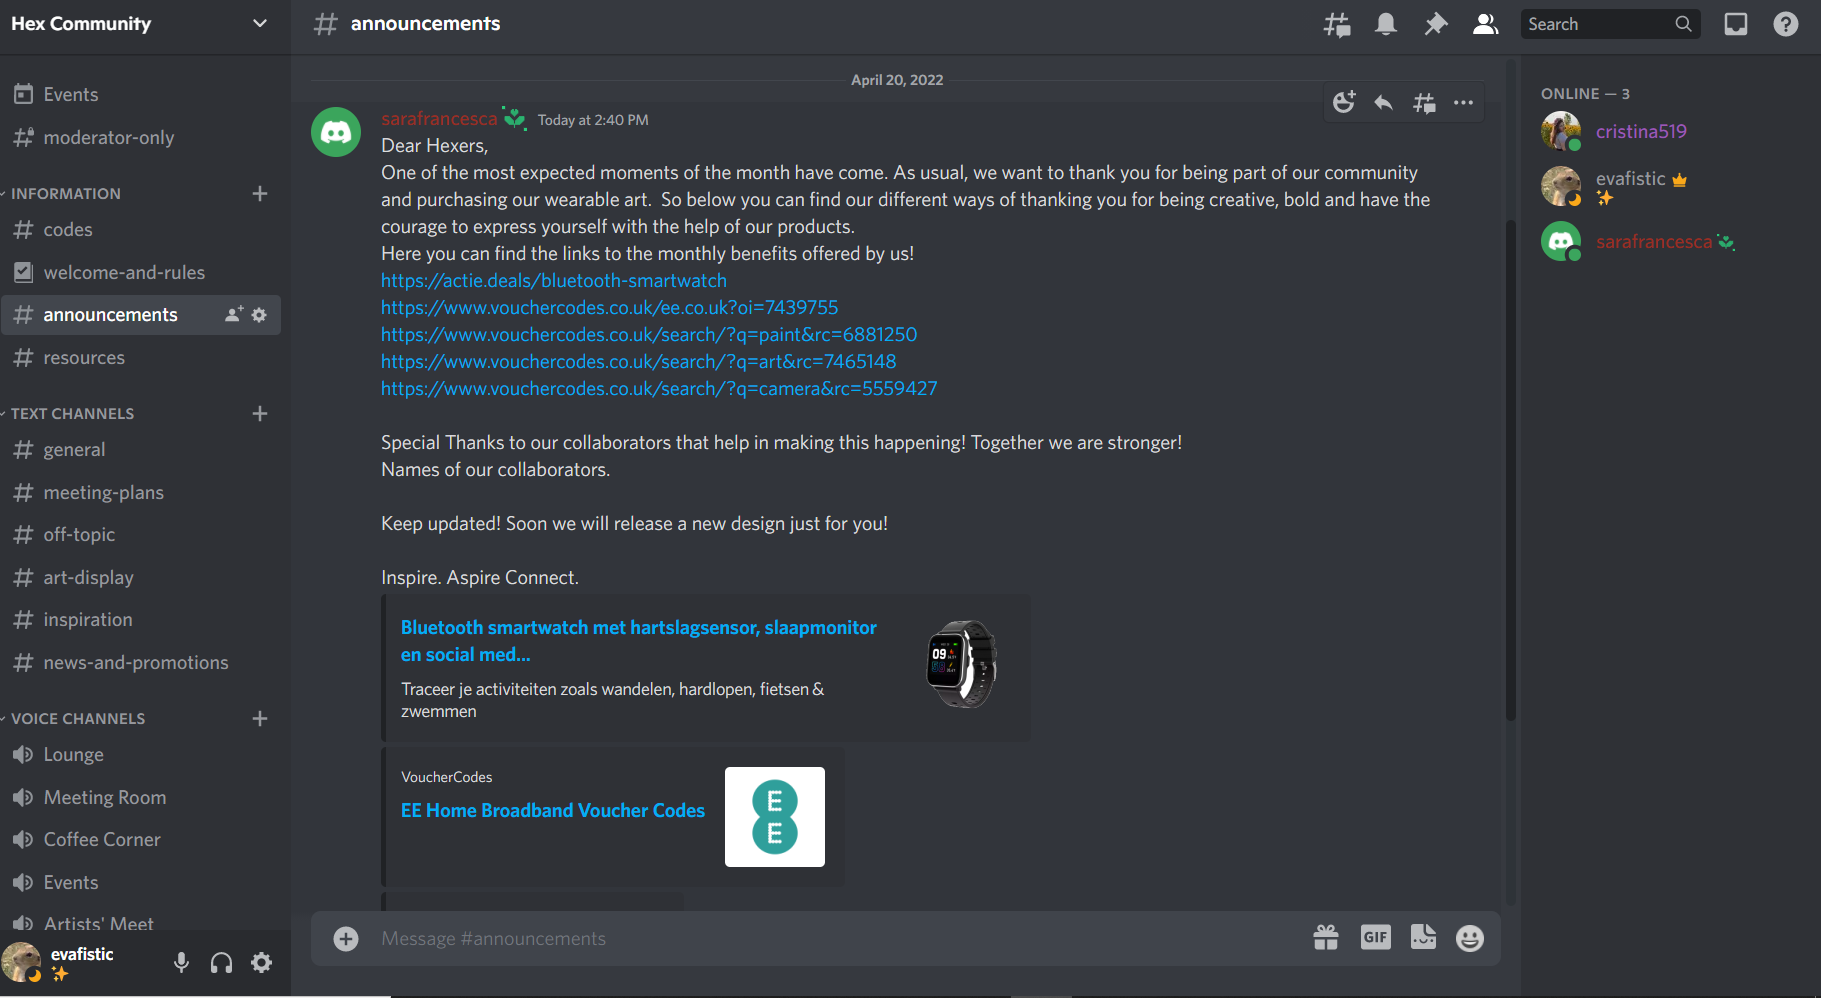 Hex Community
Events
moderator-only
INFORMATION
codes
welcome-and-rules
announcements
resources
TEXT CHANNELS
general
meeting-plans
off-topic
art-display
inspiration
news-and-promotions
VOICE CHANNELS
Lounge
Meeting Room
Coffee Corner
Events
Artists' Meet
evafistic
announcements
Search
April 20, 2022
sarafrancesca Today at 2:40 PM
Dear Hexers,
One of the most expected moments of the month have come. As usual, we want to thank you for being part of our community
and purchasing our wearable art.  So below you can find our different ways of thanking you for being creative, bold and have the
courage to express yourself with the help of our products.
Here you can find the links to the monthly benefits offered by us!
https://actie.deals/bluetooth-smartwatch
https://www.vouchercodes.co.uk/ee.co.uk?oi=7439755
https://www.vouchercodes.co.uk/search/?q=paint&rc=6881250
https://www.vouchercodes.co.uk/search/?q=art&rc=7465148
https://www.vouchercodes.co.uk/search/?q=camera&rc=5559427
Special Thanks to our collaborators that help in making this happening! Together we are stronger!
Names of our collaborators.
Keep updated! Soon we will release a new design just for you!
Inspire. Aspire Connect.
Bluetooth smartwatch met hartslagsensor, slaapmonitor
en social med...
Traceer je activiteiten zoals wandelen, hardlopen, fietsen &
zwemmen
09
VoucherCodes
EE Home Broadband Voucher Codes
E
E
Message #announcements
GIF
ONLINE — 3
cristina519
evafistic
sarafrancesca